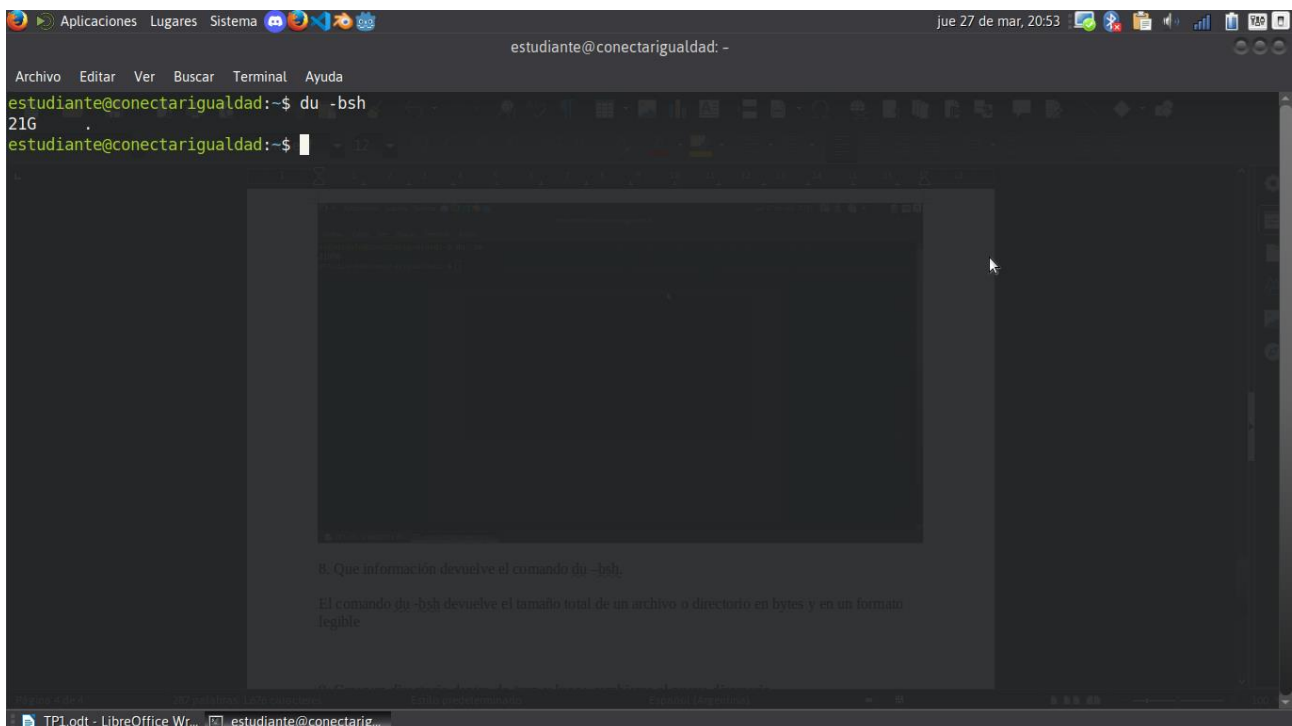 Aplicaciones Lugares Sistema
jue 27 de mar, 20:53
estudiante@conectarigualdad: ~
Archivo Editar Ver Buscar Terminal Ayuda
estudiante@conectarigualdad:~$ du -bsh
21G .
estudiante@conectarigualdad:~$
12
8. Que información devuelve el comando du -bsh.
El comando du -bsh devuelve el tamaño total de un archivo o directorio en bytes y en un formato
legible
TP1.odt - LibreOffice Wr...
estudiante@conectarig...